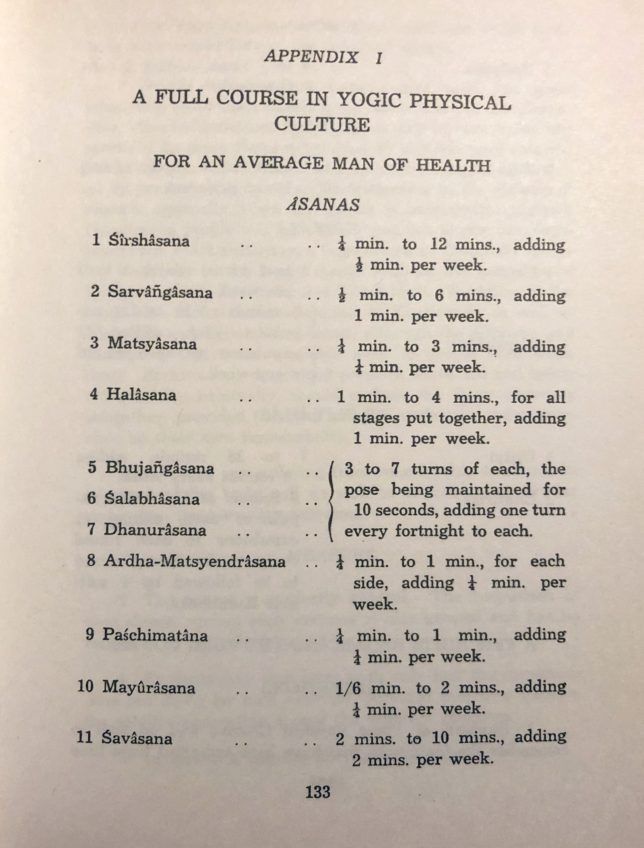 APPENDIX I
A FULL COURSE IN YOGIC PHYSICAL
CULTURE
FOR AN AVERAGE MAN OF HEALTH
ÂSANAS
1 Śîrshâsana .. .. ¼ min. to 12 mins., adding
½ min. per week.
2 Sarvâñgâsana .. .. ½ min. to 6 mins., adding
1 min. per week.
3 Matsyâsana .. .. ¼ min. to 3 mins., adding
¼ min. per week.
4 Halâsana .. .. 1 min. to 4 mins., for all
stages put together, adding
1 min. per week.
5 Bhujañgâsana .. .. 3 to 7 turns of each, the
pose being maintained for
6 Śalabhâsana .. .. 10 seconds, adding one turn
7 Dhanurâsana .. .. every fortnight to each.
8 Ardha-Matsyendrâsana .. ¼ min. to 1 min., for each
side, adding ¼ min. per
week.
9 Paśchimatâna .. .. ¼ min. to 1 min., adding
¼ min. per week.
10 Mayûrâsana .. .. 1/6 min. to 2 mins., adding
¼ min. per week.
11 Śavâsana .. .. 2 mins. to 10 mins., adding
2 mins. per week.
133